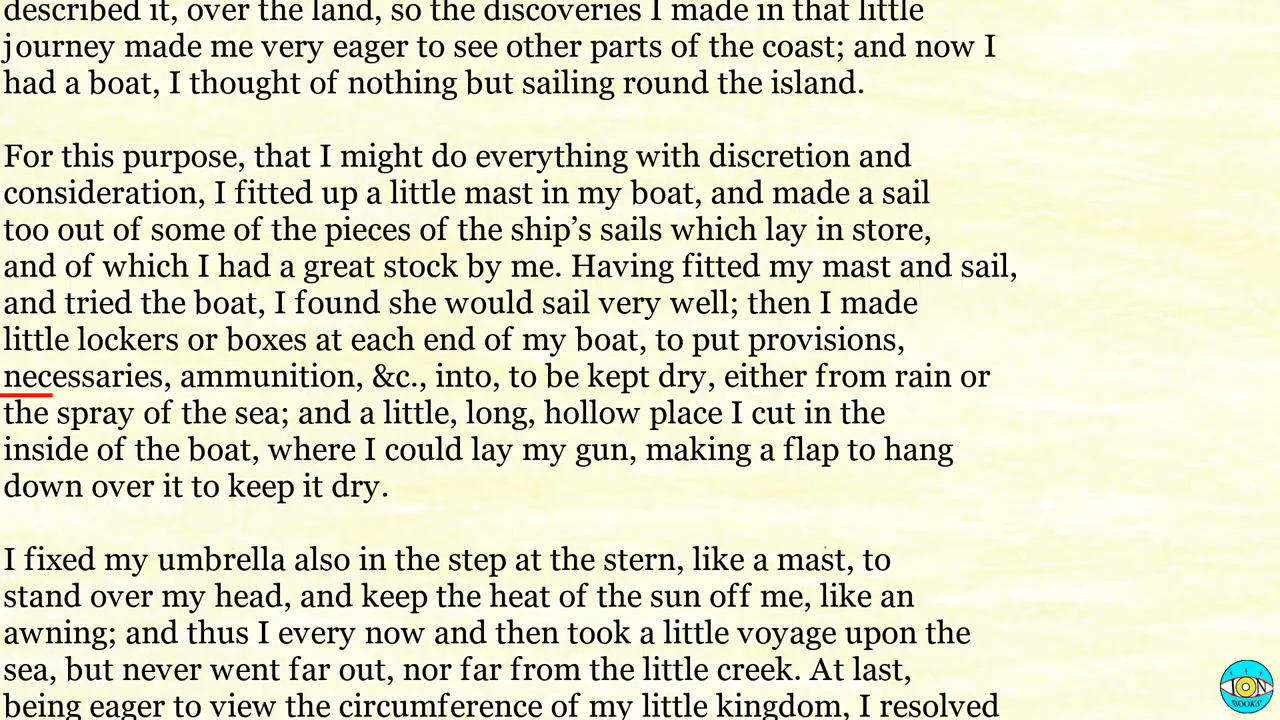 described it, over the land, so the discoveries I made in that little
journey made me very eager to see other parts of the coast; and now I
had a boat, I thought of nothing but sailing round the island.
For this purpose, that I might do everything with discretion and
consideration, I fitted up a little mast in my boat, and made a sail
too out of some of the pieces of the ship’s sails which lay in store,
and of which I had a great stock by me. Having fitted my mast and sail,
and tried the boat, I found she would sail very well; then I made
little lockers or boxes at each end of my boat, to put provisions,
necessaries, ammunition, &c., into, to be kept dry, either from rain or
the spray of the sea; and a little, long, hollow place I cut in the
inside of the boat, where I could lay my gun, making a flap to hang
down over it to keep it dry.
I fixed my umbrella also in the step at the stern, like a mast, to
stand over my head, and keep the heat of the sun off me, like an
awning; and thus I every now and then took a little voyage upon the
sea, but never went far out, nor far from the little creek. At last,
being eager to view the circumference of my little kingdom, I resolved
ION
BOOKS